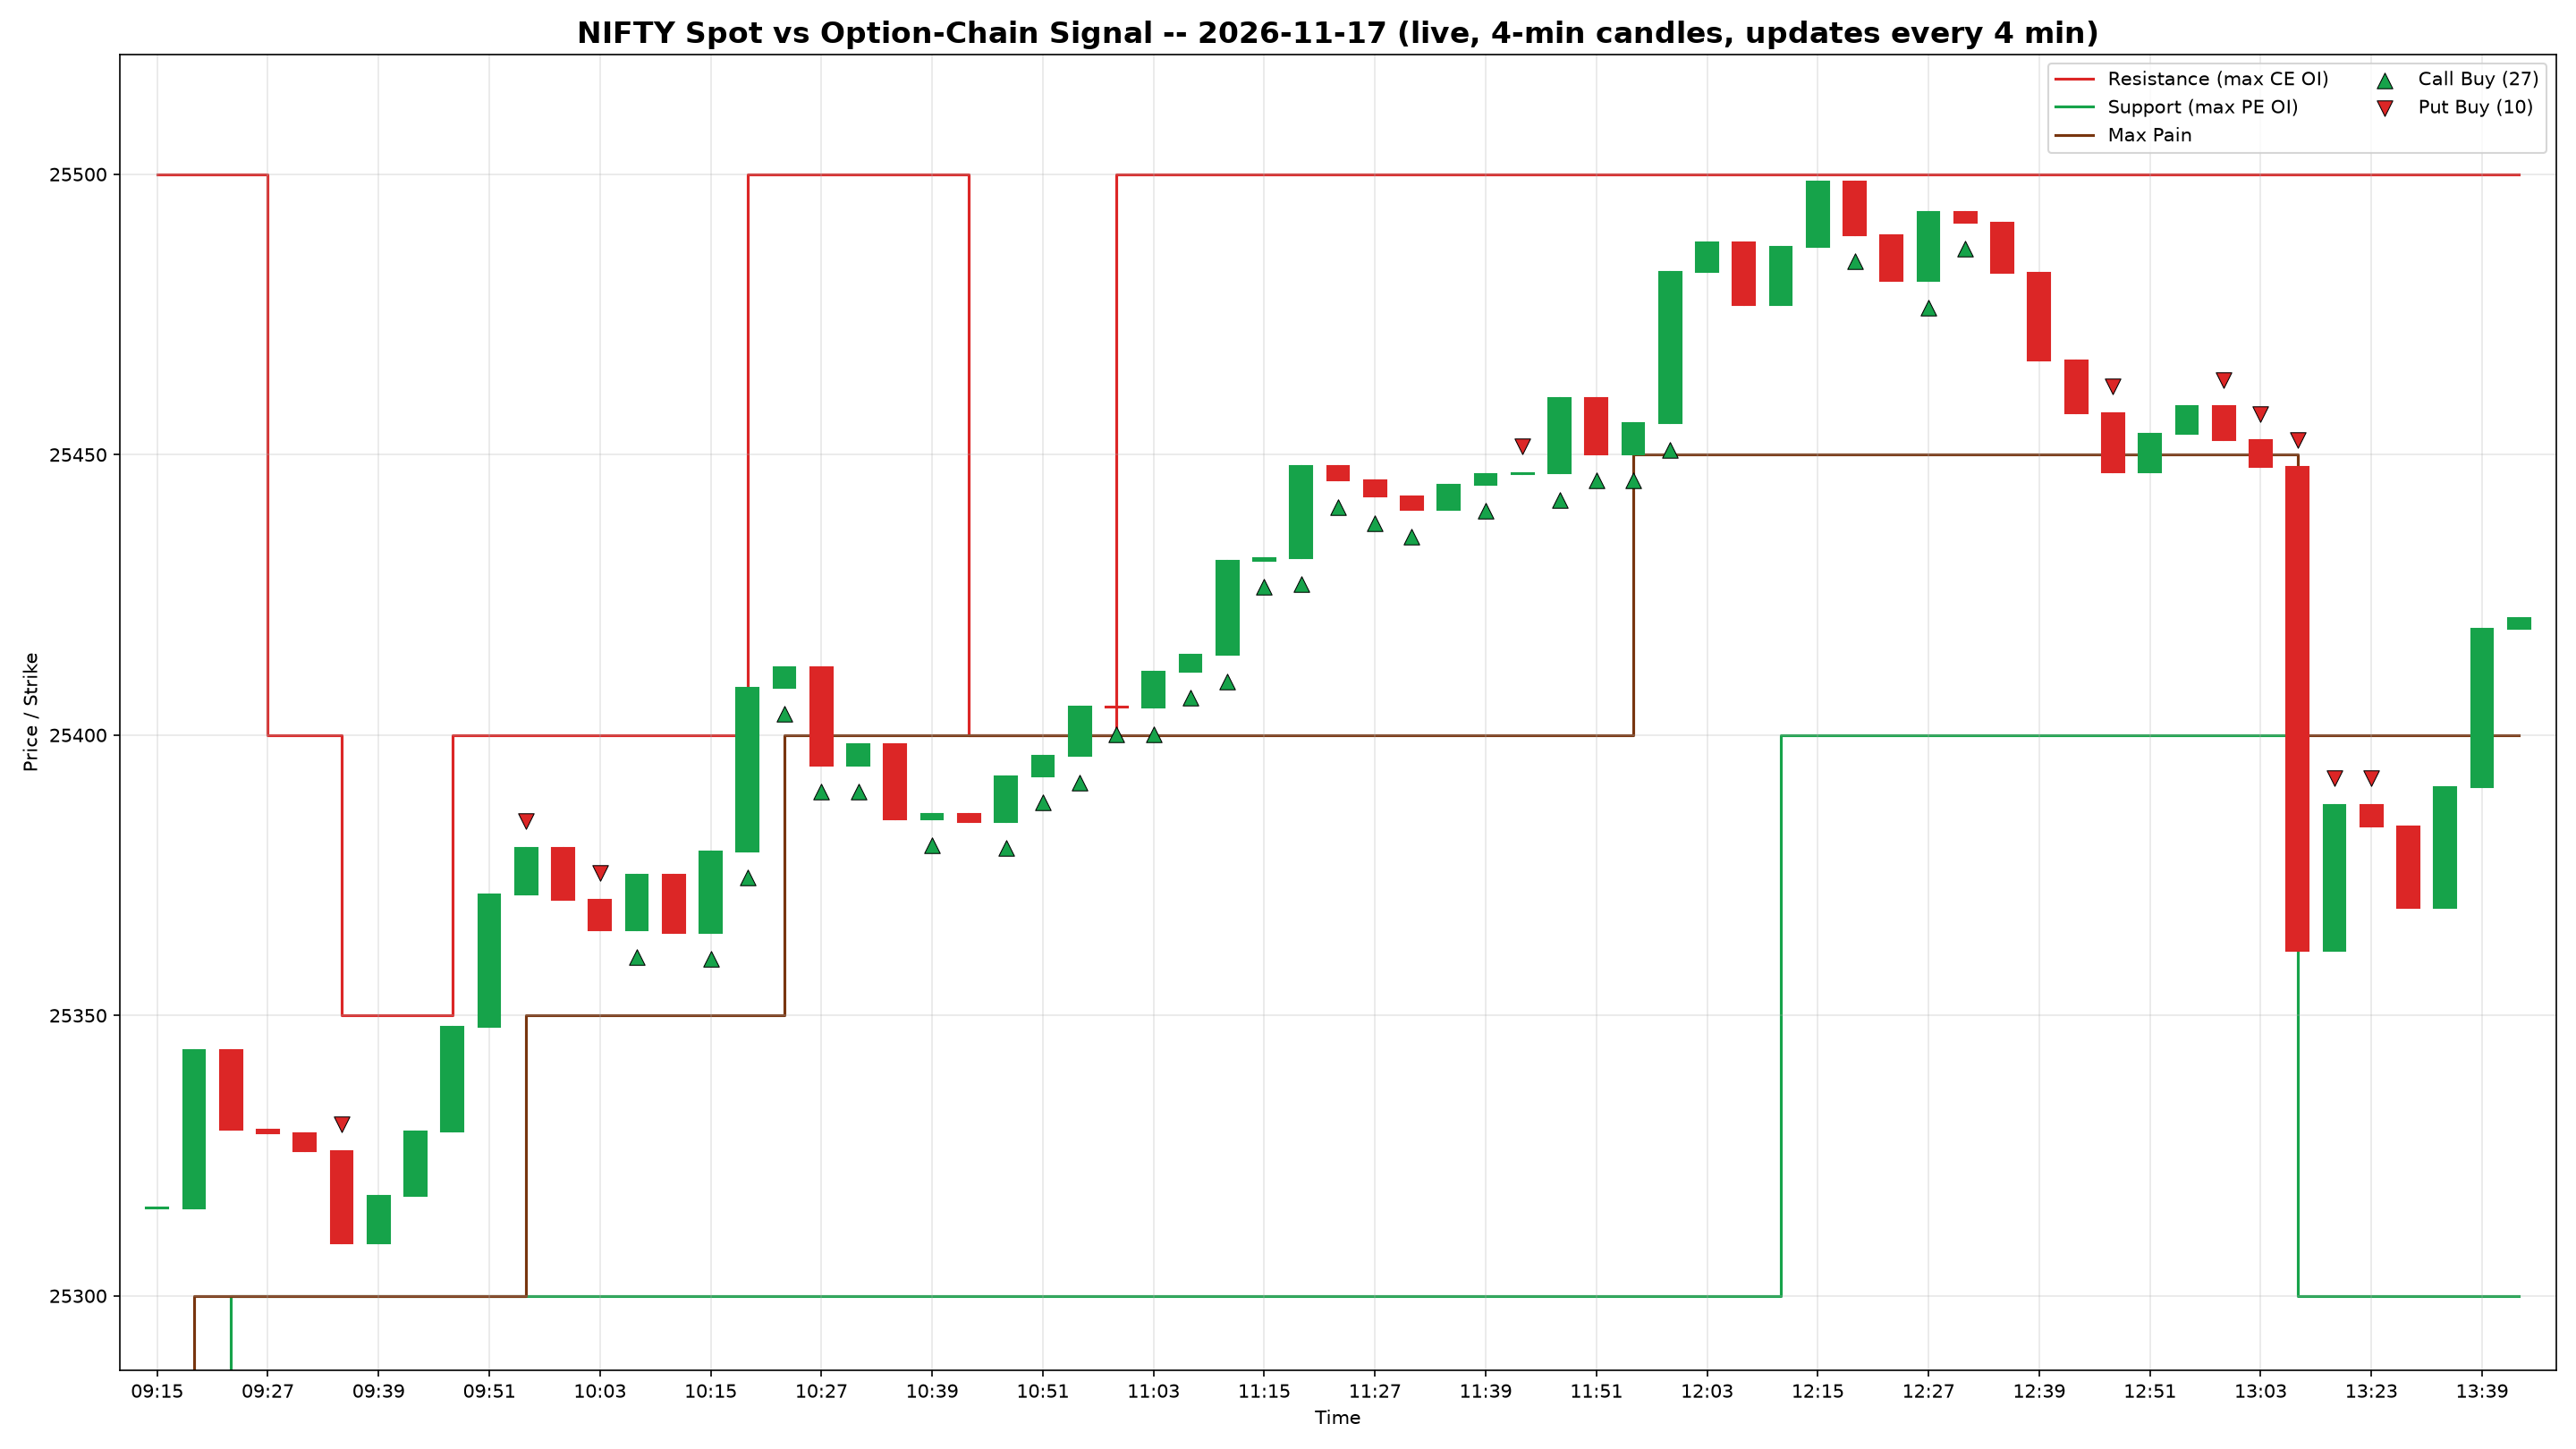 NIFTY Spot vs Option-Chain Signal -- 2026-11-17 (live, 4-min candles, updates every 4 min)
Resistance (max CE OI)
Support (max PE OI)
Max Pain
Call Buy (27)
Put Buy (10)
Price / Strike
25500
25450
25400
25350
25300
09:15 09:27 09:39 09:51 10:03 10:15 10:27 10:39 10:51 11:03 11:15 11:27 11:39 11:51 12:03 12:15 12:27 12:39 12:51 13:03 13:23 13:39
Time